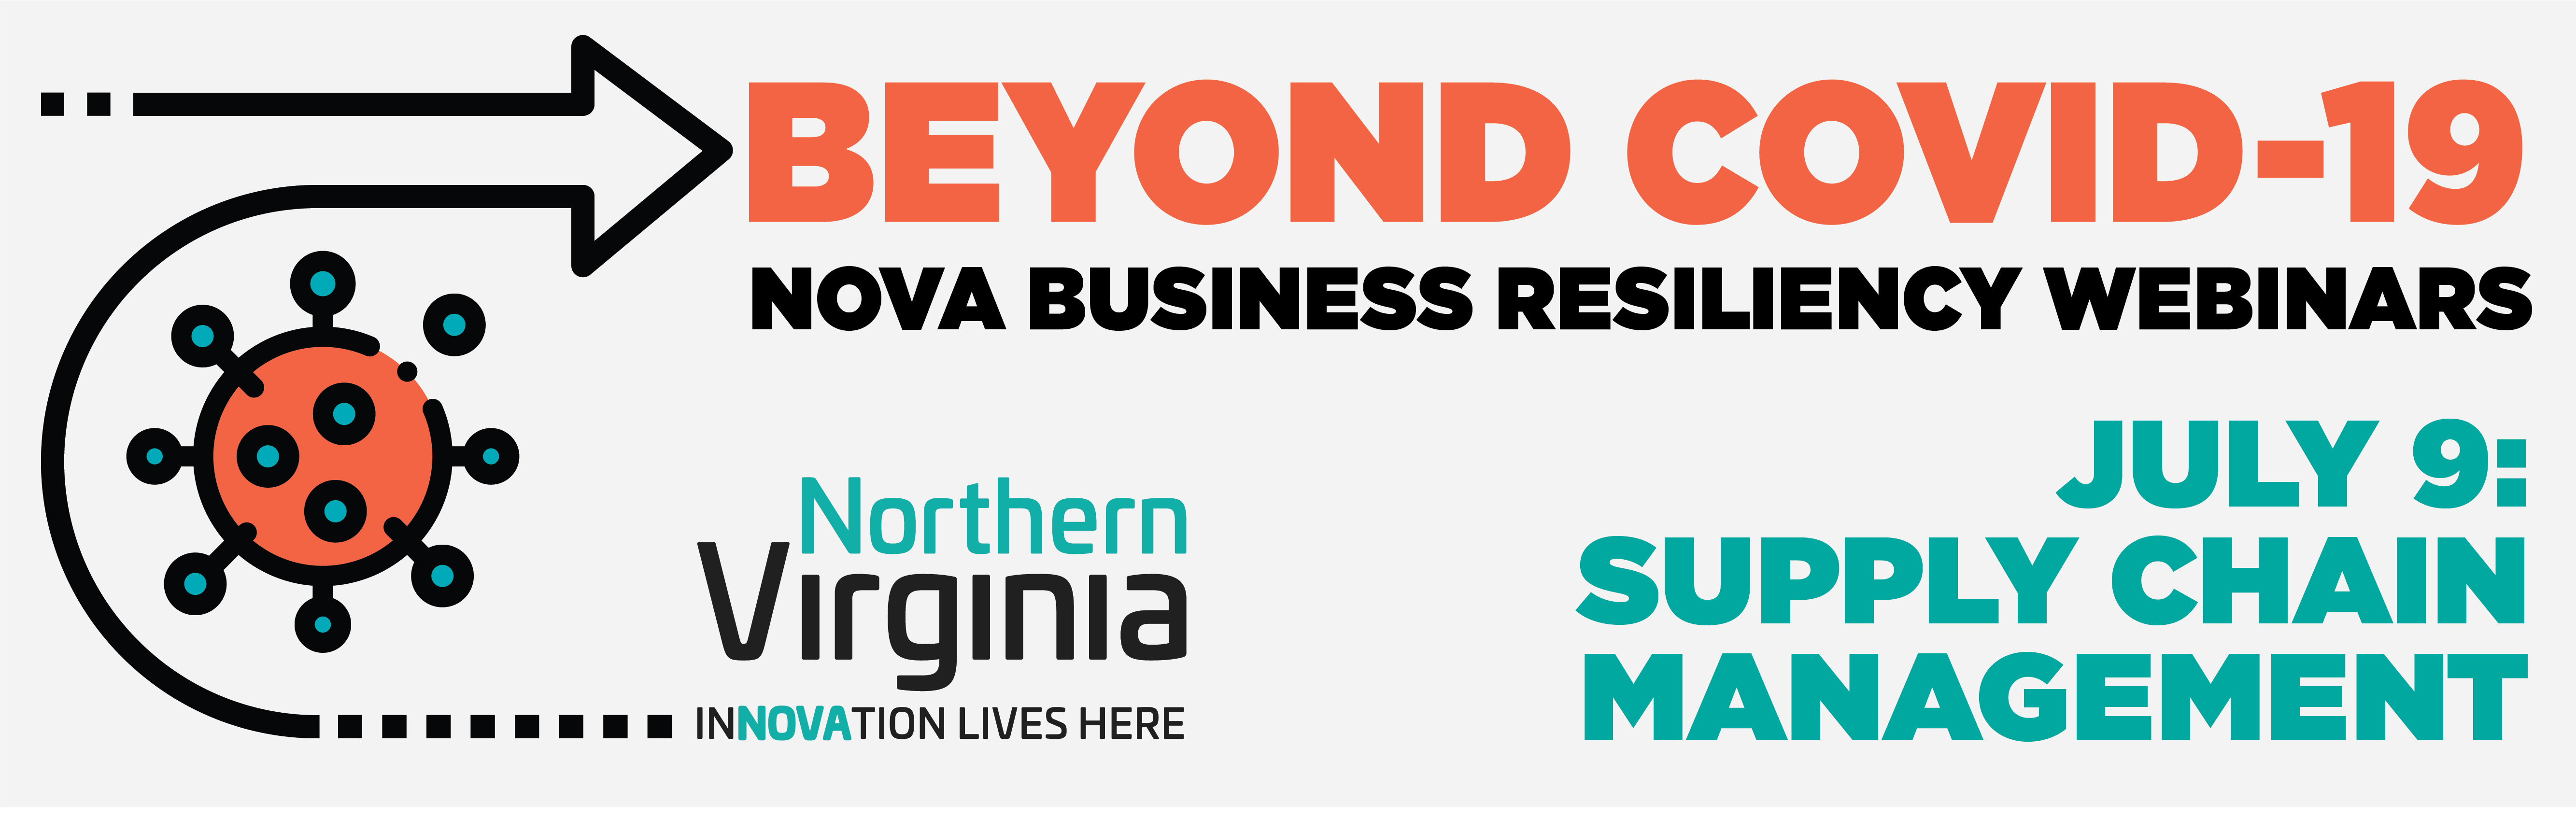 BEYOND COVID-19
NOVA BUSINESS RESILIENCY WEBINARS
Northern
Virginia
INNOVATION LIVES HERE
JULY 9:
SUPPLY CHAIN
MANAGEMENT